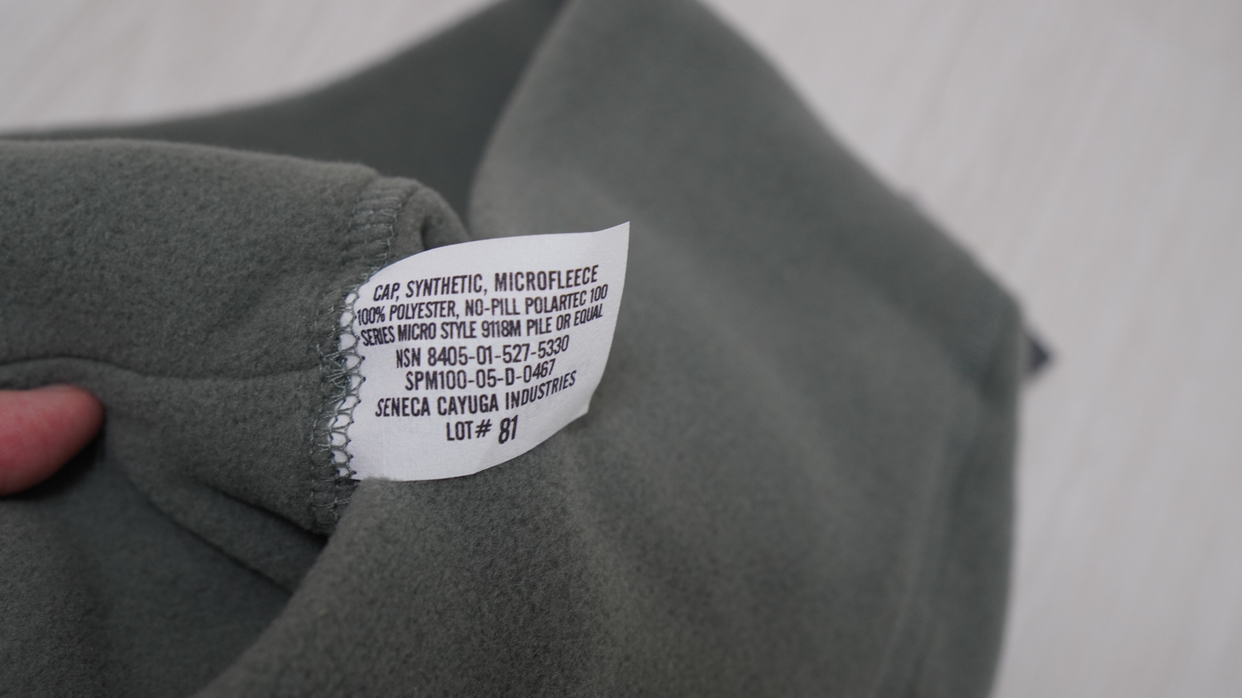 CAP, SYNTHETIC, MICROFLEECE
100% POLYESTER, NO-PILL POLARTEC 100
SERIES MICRO STYLE 9118M PILE OR EQUAL
NSN 8405-01-527-5330
SPM100-05-D-0467
SENECA CAYUGA INDUSTRIES
LOT# 81